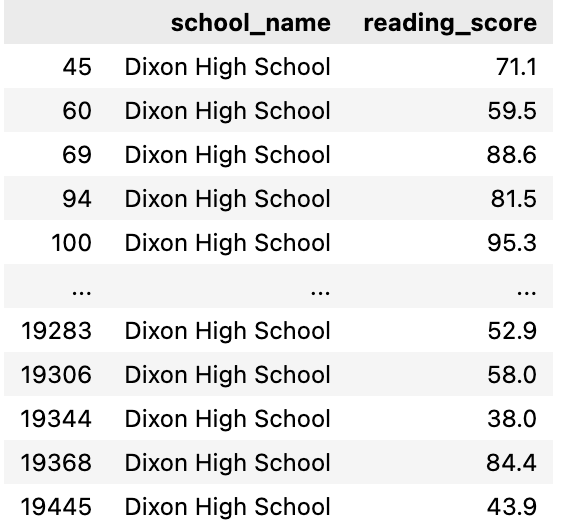 school_name reading_score
45 Dixon High School 71.1
60 Dixon High School 59.5
69 Dixon High School 88.6
94 Dixon High School 81.5
100 Dixon High School 95.3
... ... ...
19283 Dixon High School 52.9
19306 Dixon High School 58.0
19344 Dixon High School 38.0
19368 Dixon High School 84.4
19445 Dixon High School 43.9